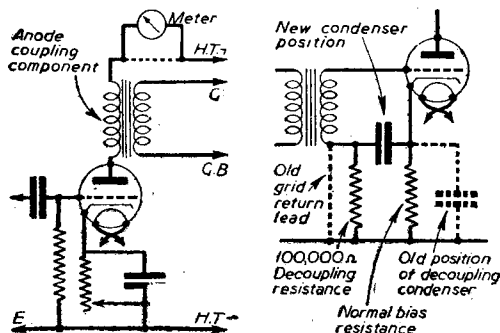 Meter
Anode
coupling
component
H.T.
G
G.B
E
H.T-
New condenser
position
Old
grid
return
lead
100,000Ω
Decoupling
resistance
Normal bias
resistance
Old position
of decoupling
condenser